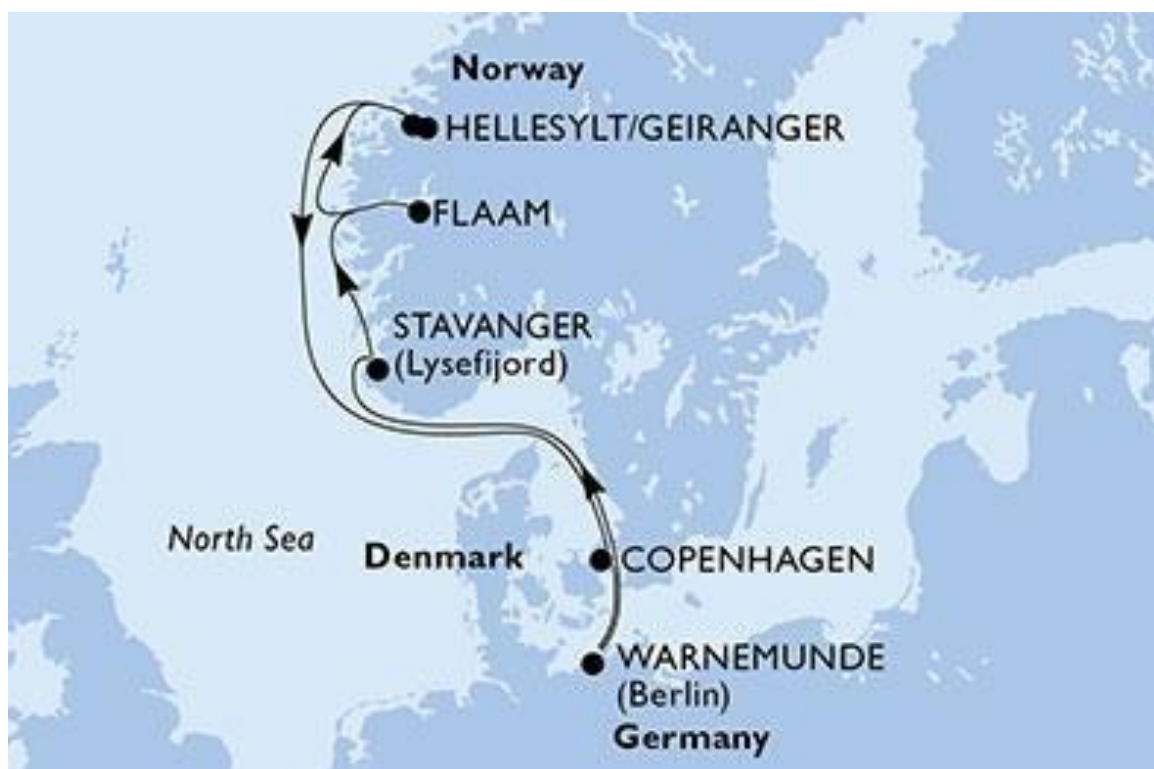 Norway
HELLESYLT/GEIRANGER
FLAAM
STAVANGER
(Lysefijord)
North Sea
Denmark
COPENHAGEN
WARNEMUNDE
(Berlin)
Germany